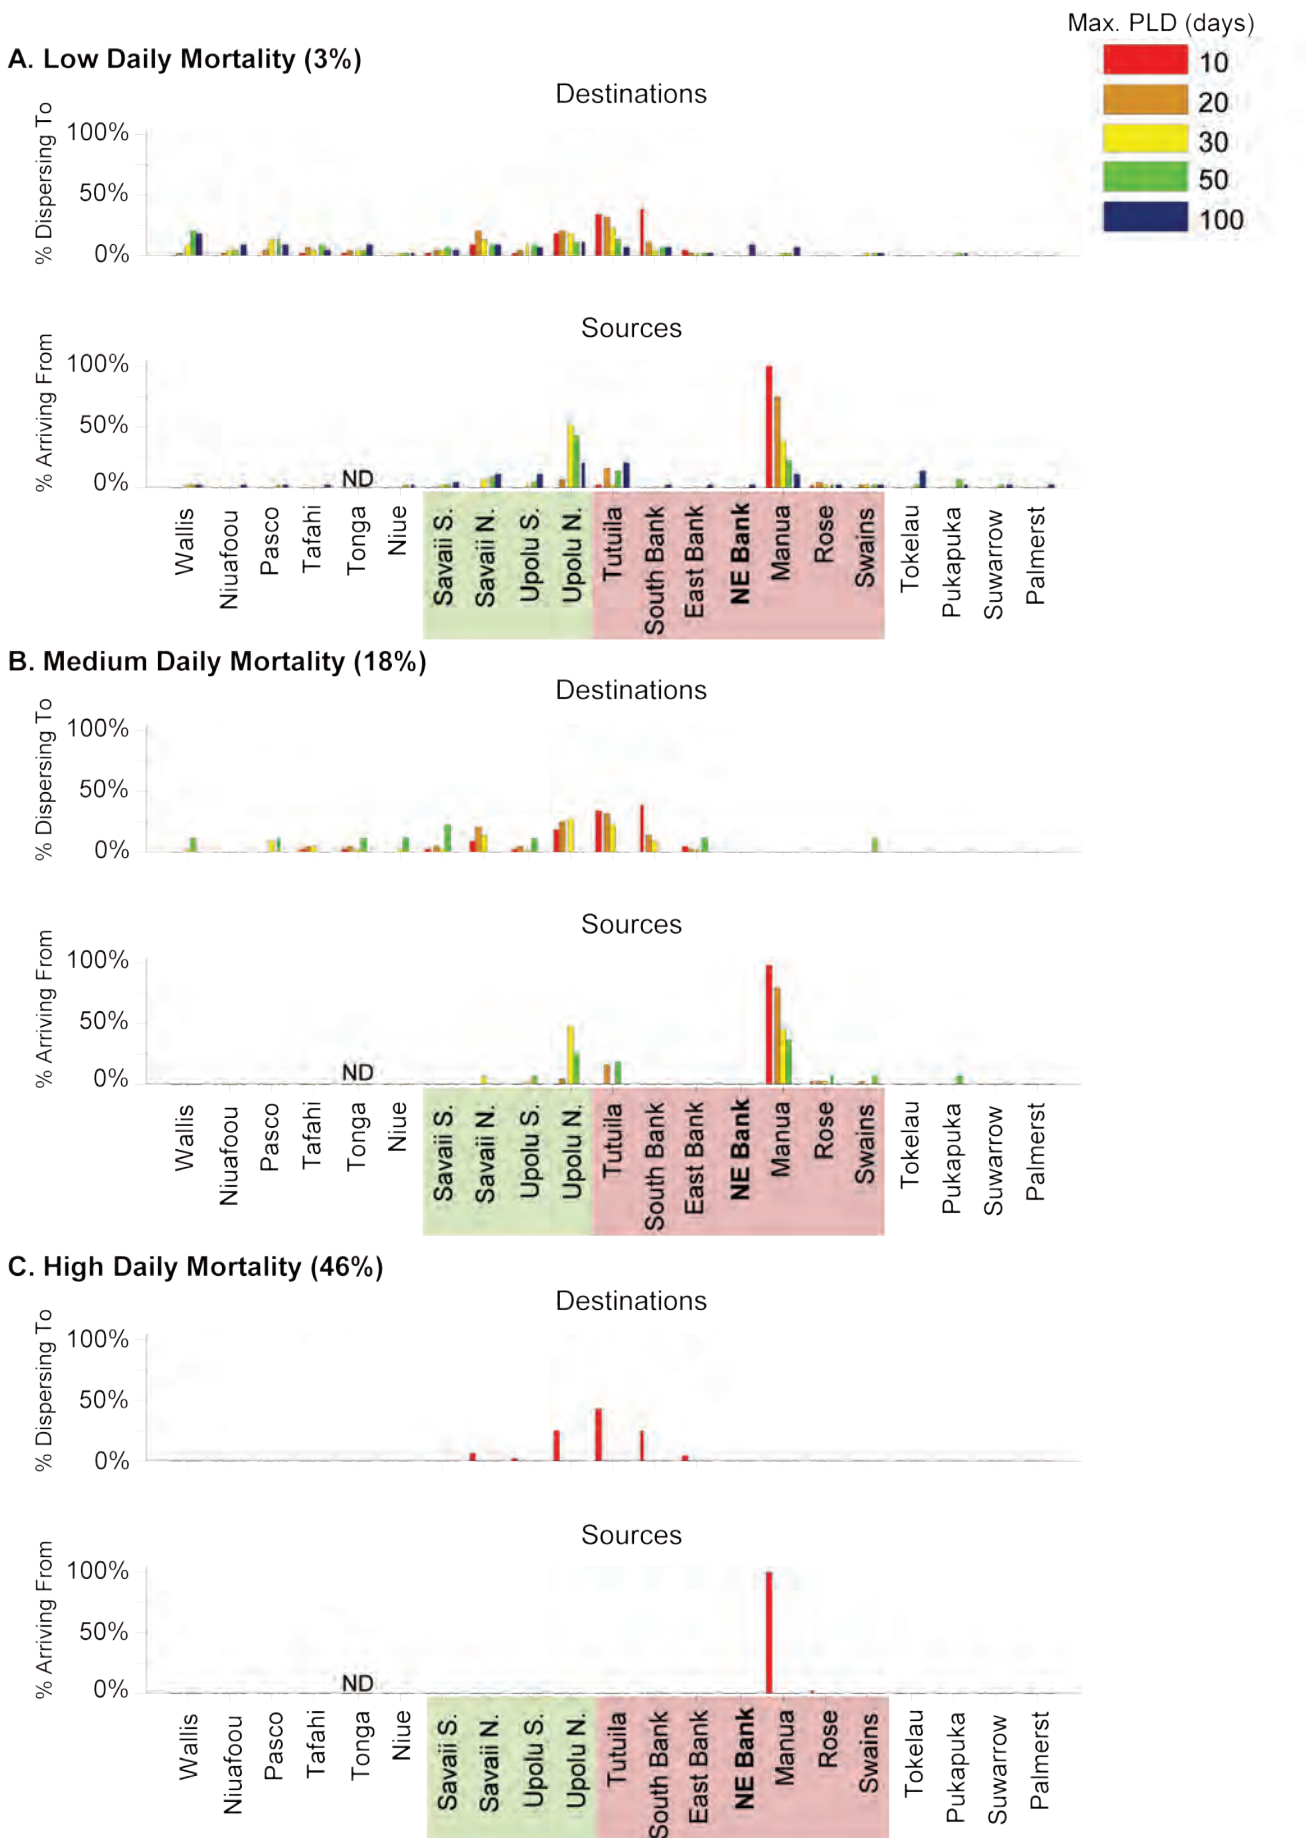 Max. PLD (days)
10
20
30
50
100
A. Low Daily Mortality (3%)
Destinations
% Dispersing To
100%
50%
0%
Sources
% Arriving From
100%
50%
0%
ND
Wallis
Niuafoou
Pasco
Tafahi
Tonga
Niue
Savaii S.
Savaii N.
Upolu S.
Upolu N.
Tutuila
South Bank
East Bank
NE Bank
Manua
Rose
Swains
Tokelau
Pukapuka
Suwarrow
Palmerst
B. Medium Daily Mortality (18%)
Destinations
% Dispersing To
100%
50%
0%
Sources
% Arriving From
100%
50%
0%
ND
Wallis
Niuafoou
Pasco
Tafahi
Tonga
Niue
Savaii S.
Savaii N.
Upolu S.
Upolu N.
Tutuila
South Bank
East Bank
NE Bank
Manua
Rose
Swains
Tokelau
Pukapuka
Suwarrow
Palmerst
C. High Daily Mortality (46%)
Destinations
% Dispersing To
100%
50%
0%
Sources
% Arriving From
100%
50%
0%
ND
Wallis
Niuafoou
Pasco
Tafahi
Tonga
Niue
Savaii S.
Savaii N.
Upolu S.
Upolu N.
Tutuila
South Bank
East Bank
NE Bank
Manua
Rose
Swains
Tokelau
Pukapuka
Suwarrow
Palmerst